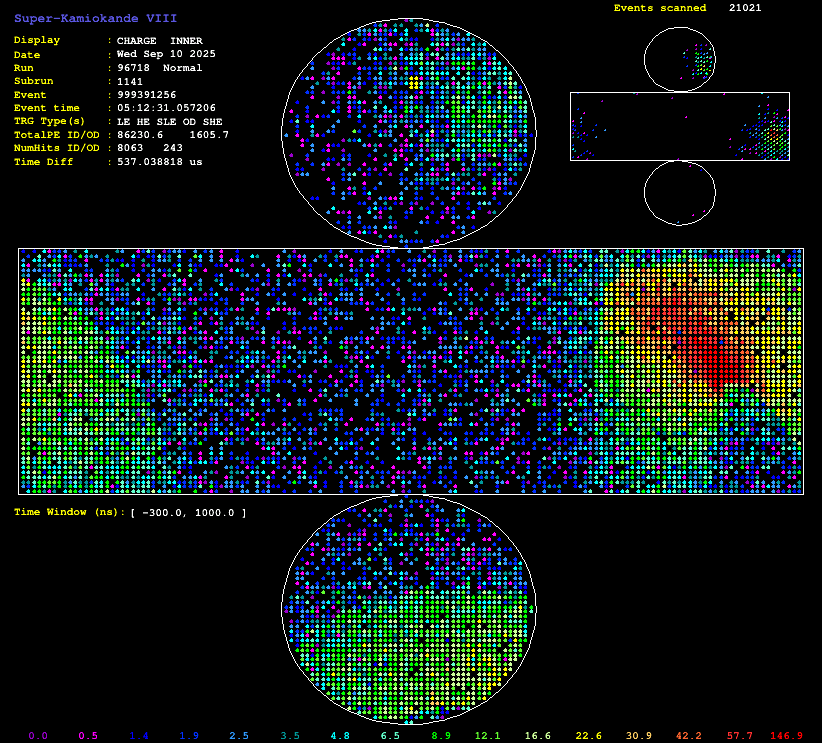 Super-Kamiokande VIII
Events scanned 21021
Display : CHARGE INNER
Date : Wed Sep 10 2025
Run : 96718 Normal
Subrun : 1141
Event : 999391256
Event time : 05:12:31.057206
TRG Type(s) : LE HE SLE OD SHE
TotalPE ID/OD : 86230.6 1605.7
NumHits ID/OD : 8063 243
Time Diff : 537.038818 us
Time Window (ns): [ -300.0, 1000.0 ]
0.0 0.5 1.4 1.9 2.5 3.5 4.8 6.5 8.9 12.1 16.6 22.6 30.9 42.2 57.7 146.9